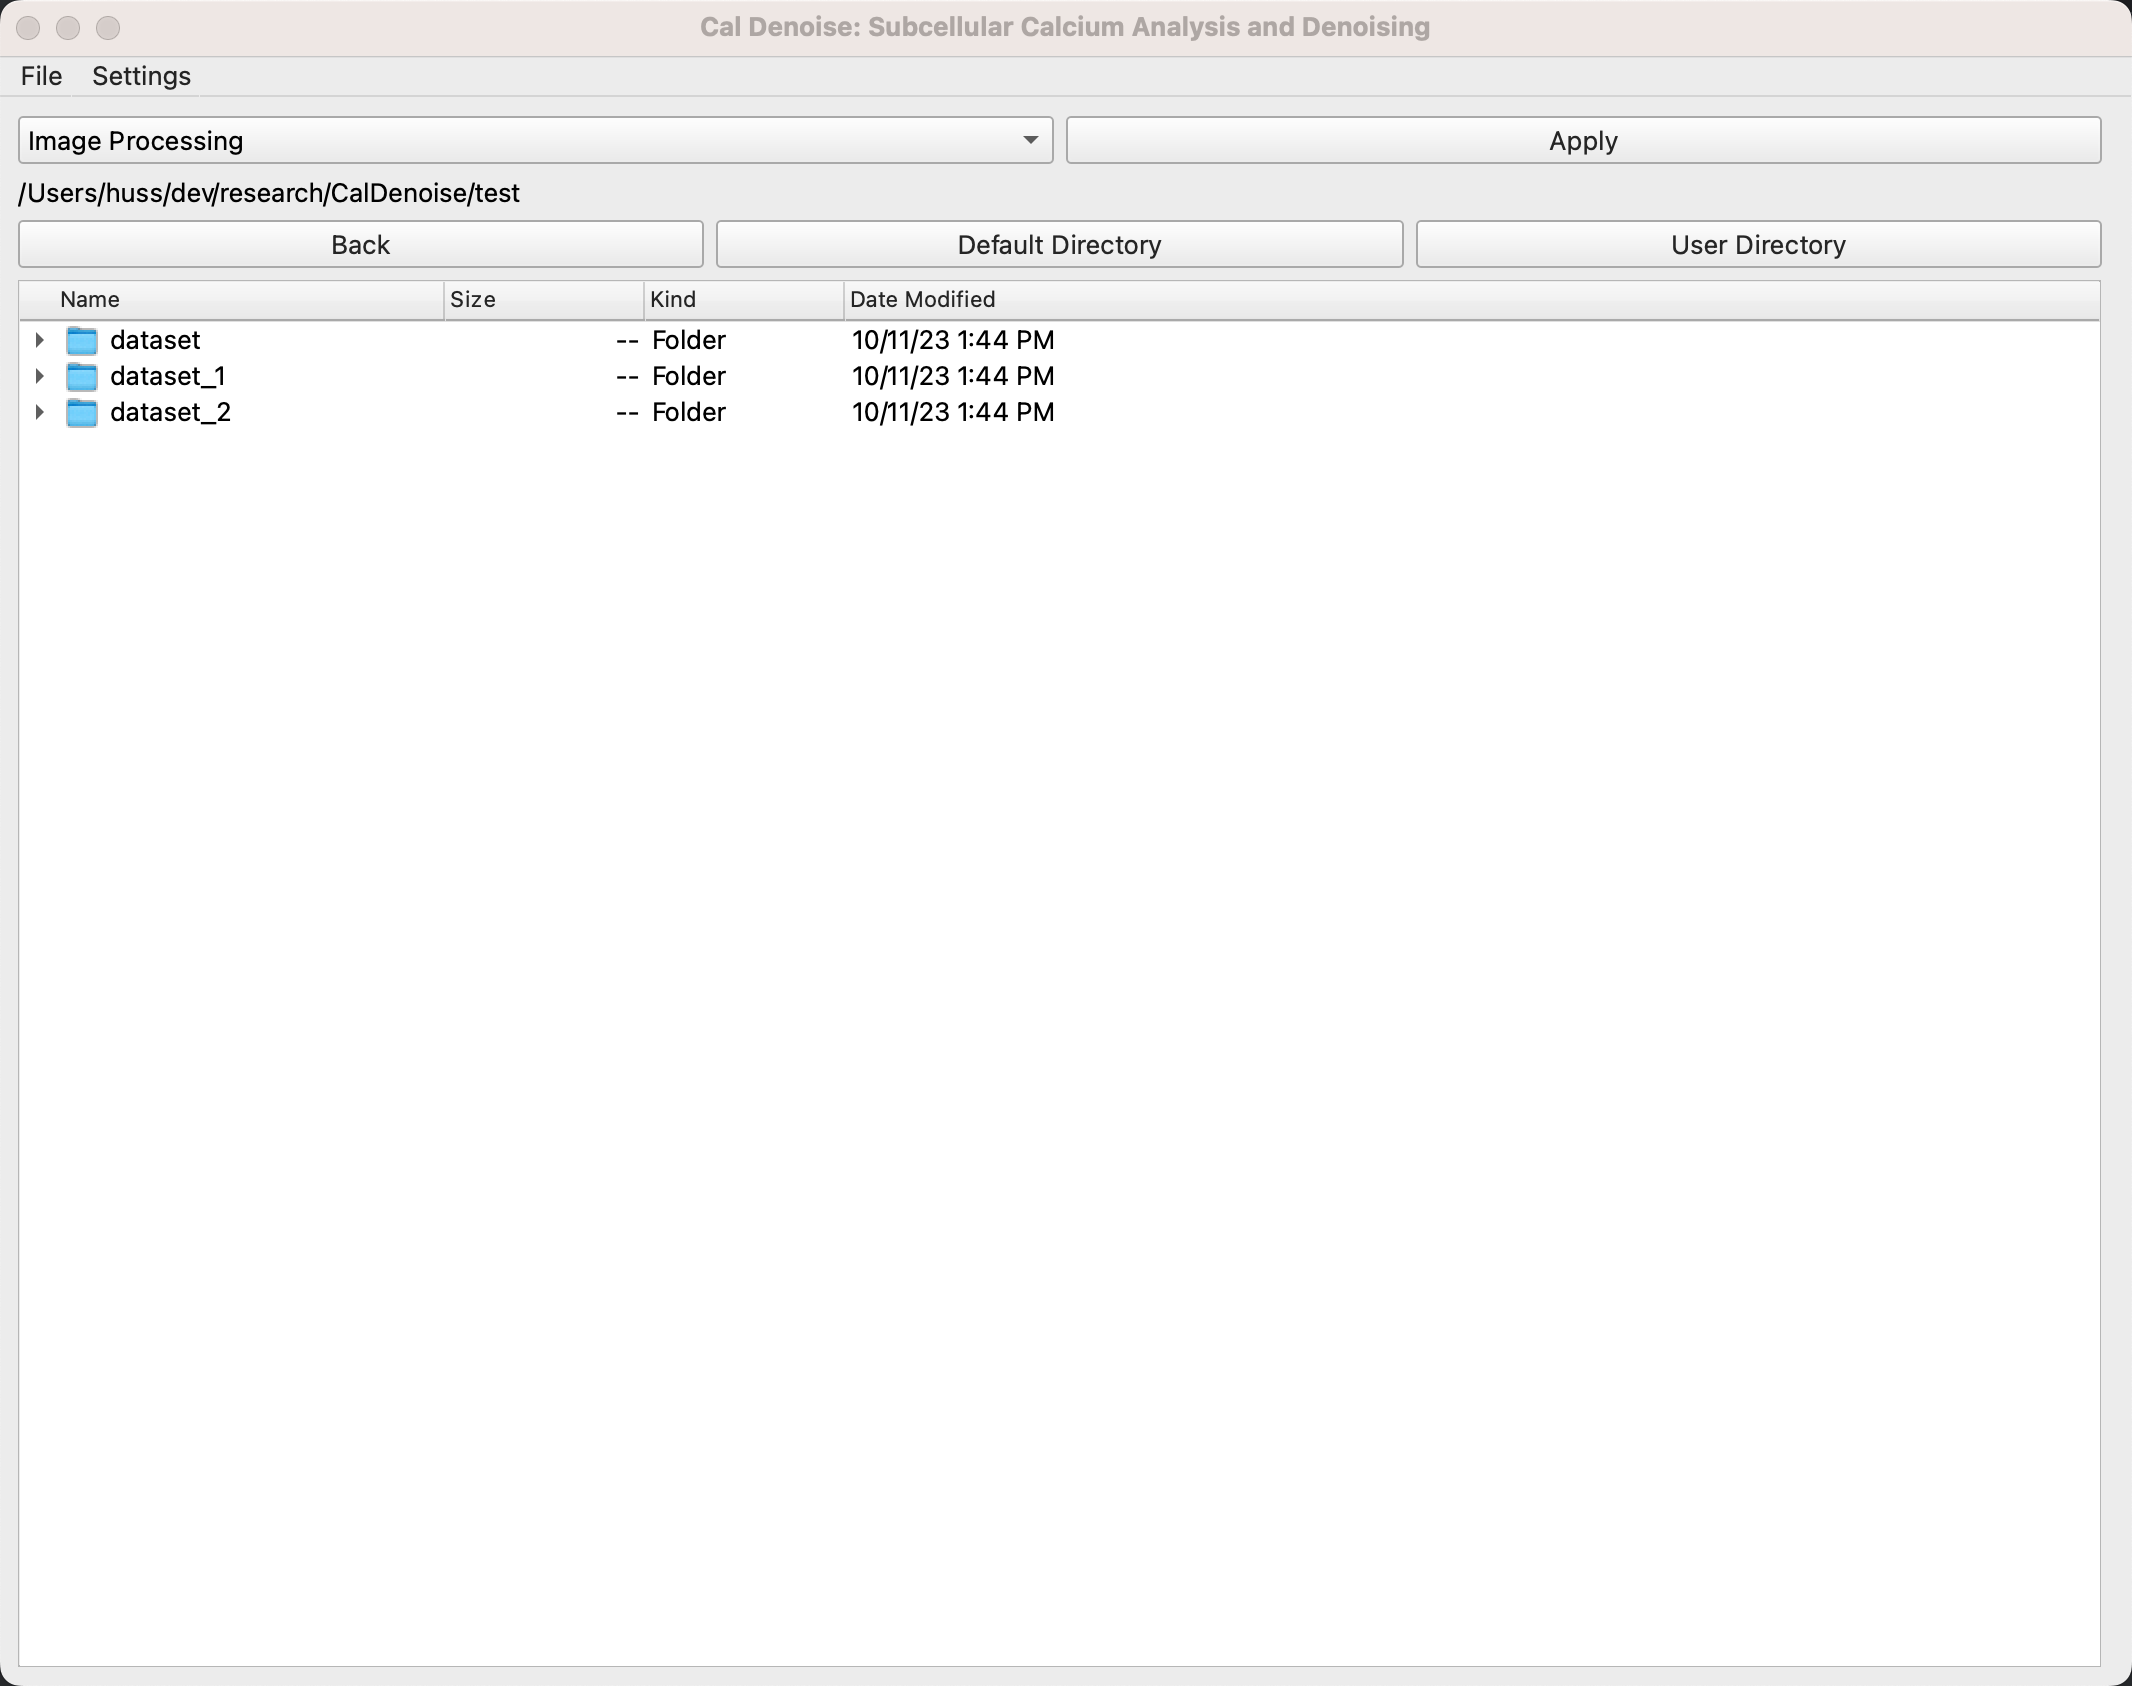 Cal Denoise: Subcellular Calcium Analysis and Denoising
File Settings
Image Processing Apply
/Users/huss/dev/research/CalDenoise/test
Back Default Directory User Directory
Name Size Kind Date Modified
dataset -- Folder 10/11/23 1:44 PM
dataset_1 -- Folder 10/11/23 1:44 PM
dataset_2 -- Folder 10/11/23 1:44 PM